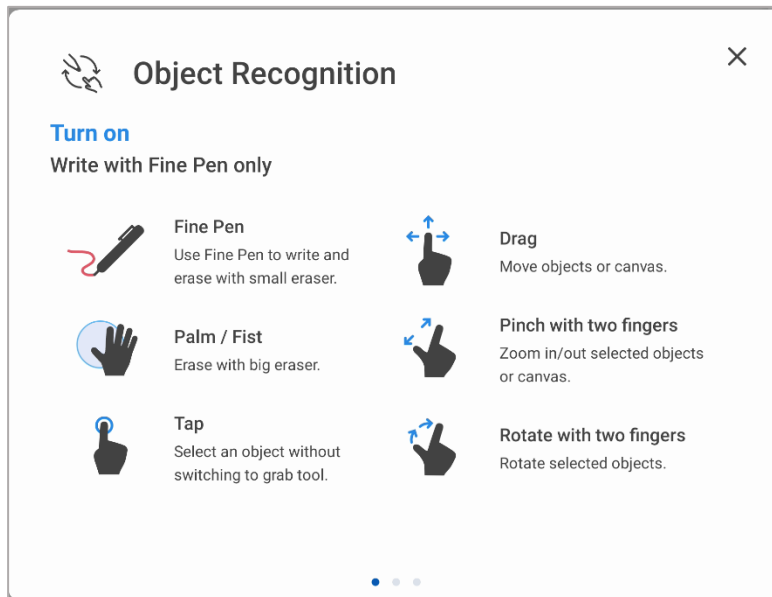 Object Recognition
Turn on
Write with Fine Pen only
Fine Pen
Use Fine Pen to write and
erase with small eraser.
Palm / Fist
Erase with big eraser.
Tap
Select an object without
switching to grab tool.
Drag
Move objects or canvas.
Pinch with two fingers
Zoom in/out selected objects
or canvas.
Rotate with two fingers
Rotate selected objects.